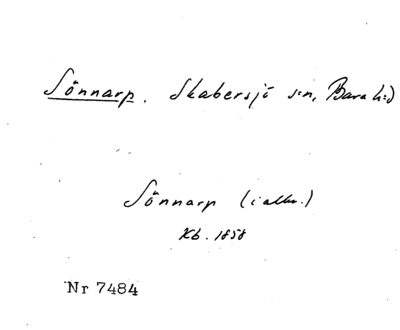 Sönnarp. Skabersjö s:n, Bara h:d
Sönnarp (i allm.)
Kb. 1858
Nr 7484